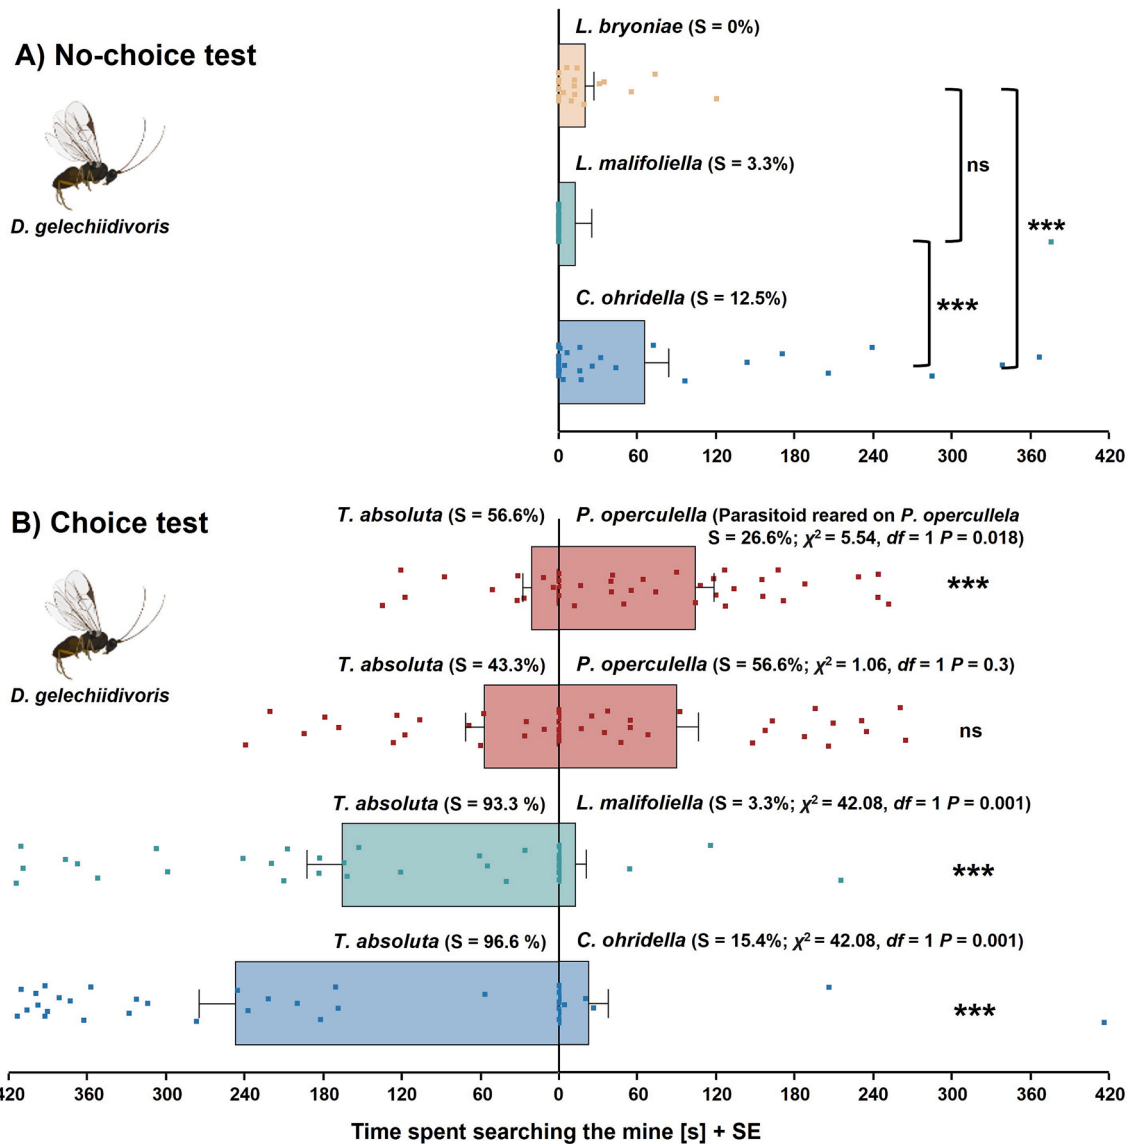 A) No-choice test
D. gelechiidivoris
L. bryoniae (S = 0%)
L. malifoliella (S = 3.3%)
C. ohridella (S = 12.5%)
ns
***
***
0 60 120 180 240 300 360 420
B) Choice test
D. gelechiidivoris
T. absoluta (S = 56.6%) P. operculella (Parasitoid reared on P. opercullela
S = 26.6%; χ² = 5.54, df = 1 P = 0.018)
***
T. absoluta (S = 43.3%) P. operculella (S = 56.6%; χ² = 1.06, df = 1 P = 0.3)
ns
T. absoluta (S = 93.3 %) L. malifoliella (S = 3.3%; χ² = 42.08, df = 1 P = 0.001)
***
T. absoluta (S = 96.6 %) C. ohridella (S = 15.4%; χ² = 42.08, df = 1 P = 0.001)
***
420 360 300 240 180 120 60 0 60 120 180 240 300 360 420
Time spent searching the mine [s] + SE